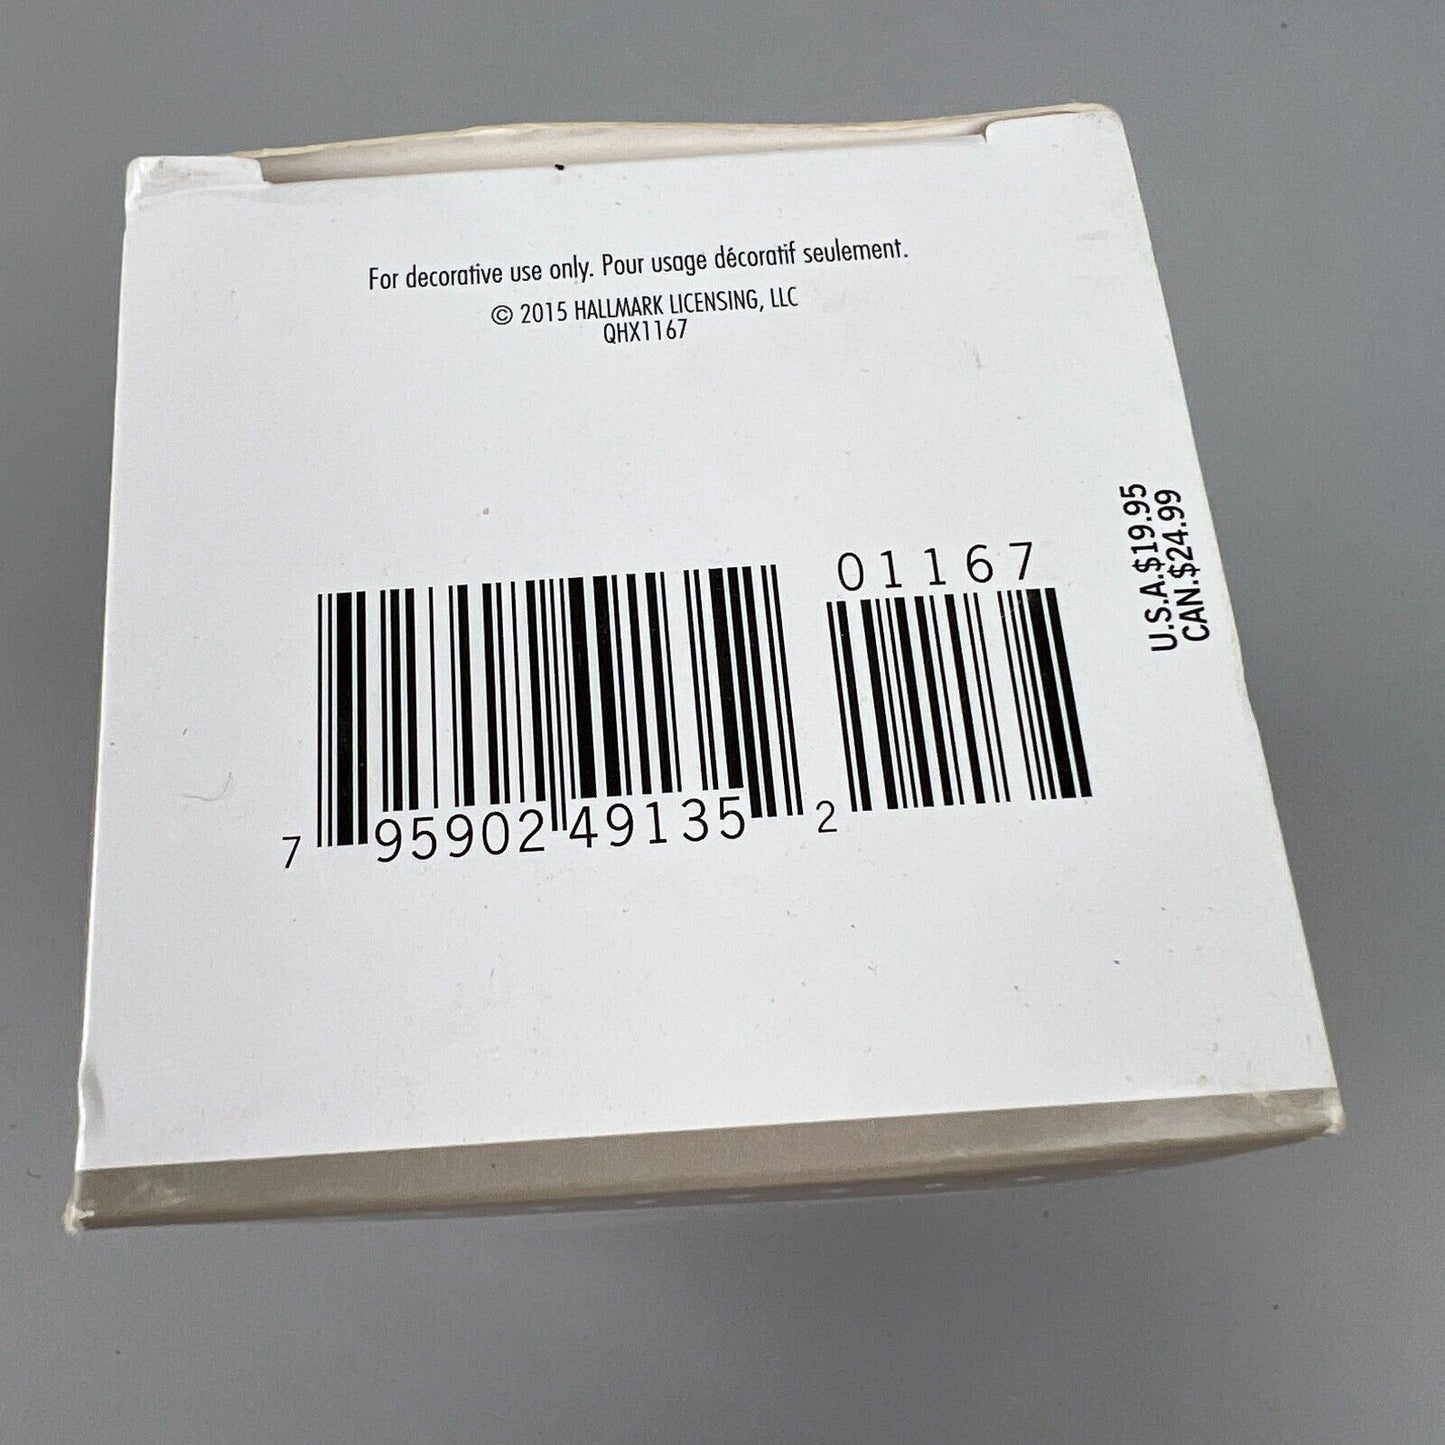 For decorative use only. Pour usage décoratif seulement.
© 2015 HALLMARK LICENSING, LLC
QHX1167
01167
7 95902 49135 2
U.S.A.$19.95
CAN.$24.99